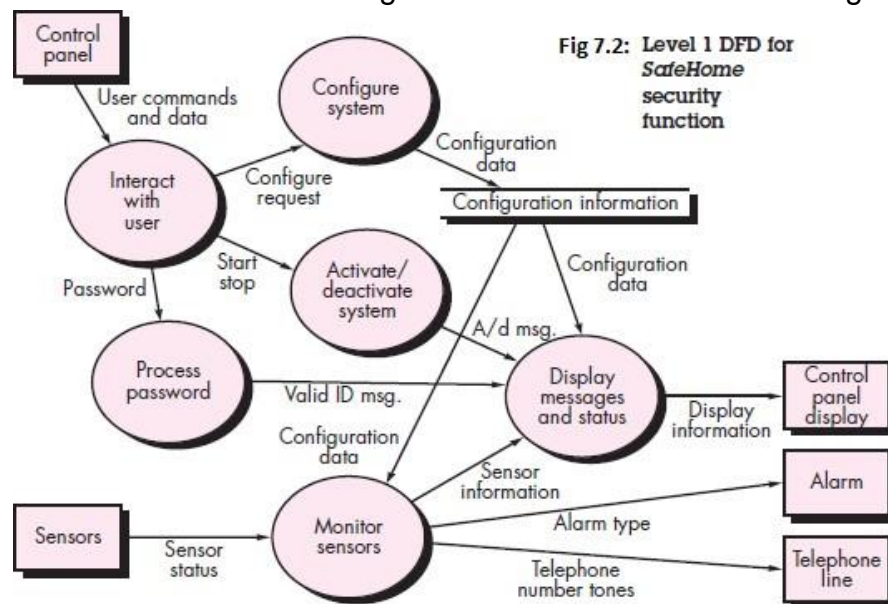 Control
panel
Fig 7.2: Level 1 DFD for
SafeHome
security
function
User commands
and data
Configure
system
Configuration
data
Interact
with
user
Configure
request
Configuration information
Password
Start
stop
Activate/
deactivate
system
Configuration
data
A/d msg.
Process
password
Valid ID msg.
Display
messages
and status
Display
information
Control
panel
display
Configuration
data
Sensor
information
Alarm
Alarm type
Sensors
Sensor
status
Monitor
sensors
Telephone
number tones
Telephone
line